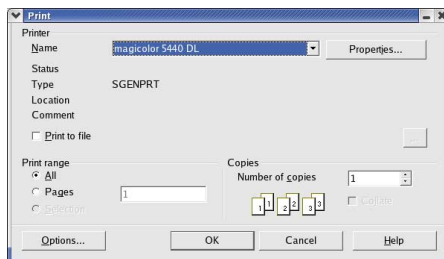 Print
Printer
Name magicolor 5440 DL Properties...
Status
Type SGENPRT
Location
Comment
Print to file ...
Print range
All
Pages 1
Selection
Copies
Number of copies 1
1 1 2 2 3 3 Collate
Options... OK Cancel Help